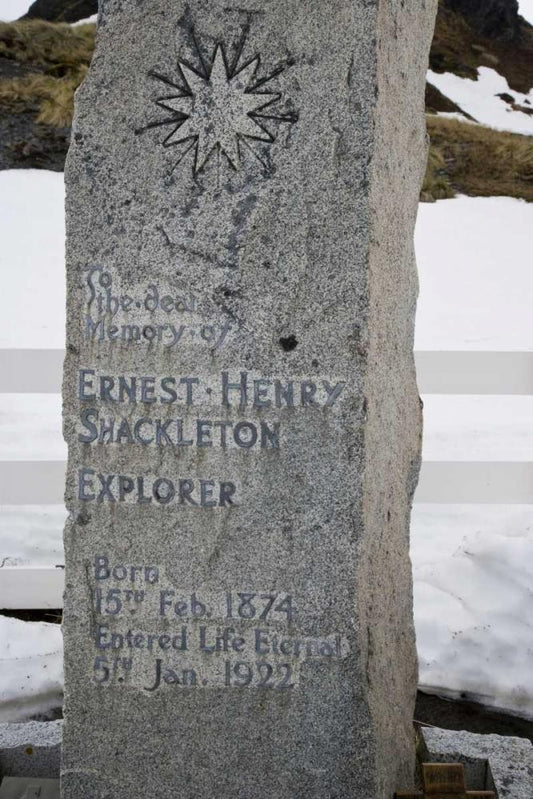 To
the · dear
Memory · of
ERNEST · HENRY
SHACKLETON
EXPLORER
Born
15TH Feb. 1874
Entered Life Eternal
5TH Jan. 1922